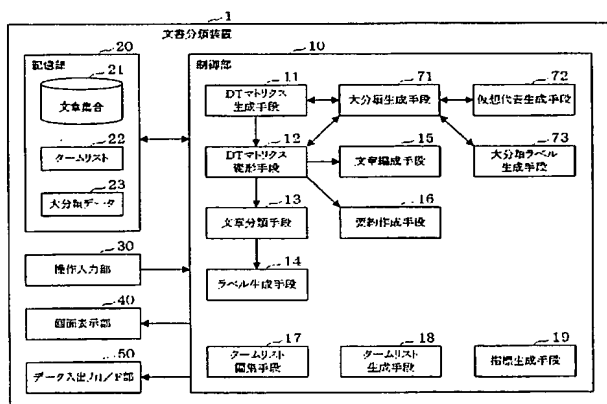 1
文書分類装置
20
記憶部
21
文章集合
22
タームリスト
23
大分類データ
30
操作入力部
40
画面表示部
50
データ入出力I/F部
10
制御部
11
DTマトリクス
生成手段
71
大分類生成手段
72
仮想代表生成手段
12
DTマトリクス
変形手段
15
文章編成手段
73
大分類ラベル
生成手段
13
文章分類手段
16
要約作成手段
14
ラベル生成手段
17
タームリスト
編集手段
18
タームリスト
生成手段
19
指標生成手段